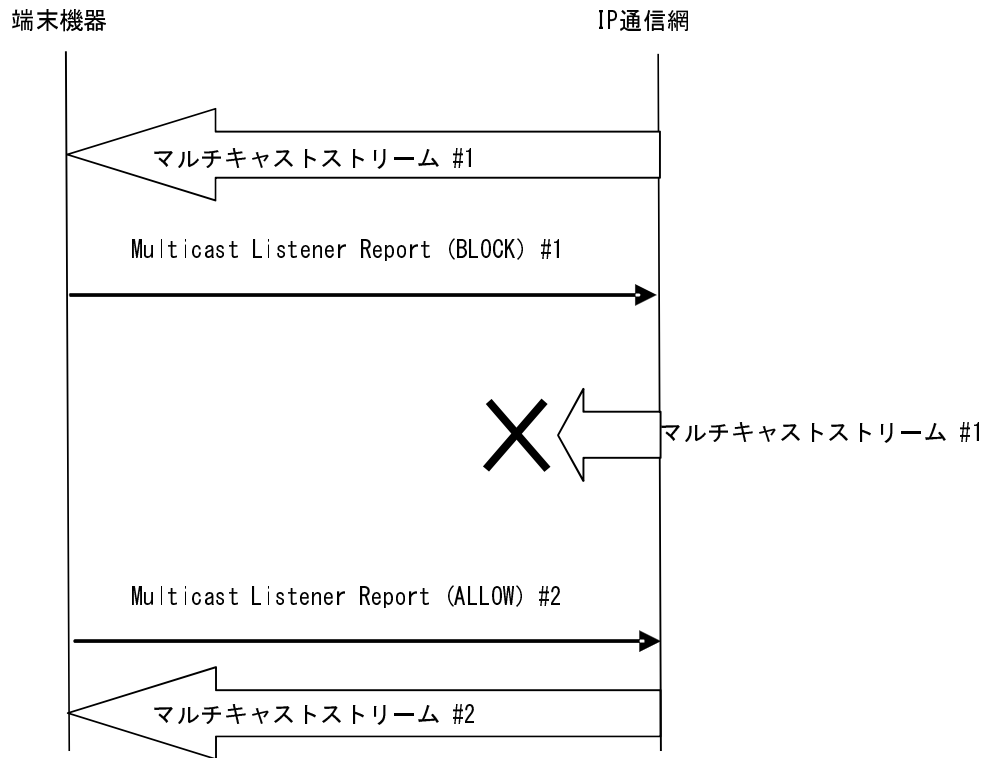 端末機器
IP通信網
マルチキャストストリーム #1
Multicast Listener Report (BLOCK) #1
マルチキャストストリーム #1
Multicast Listener Report (ALLOW) #2
マルチキャストストリーム #2